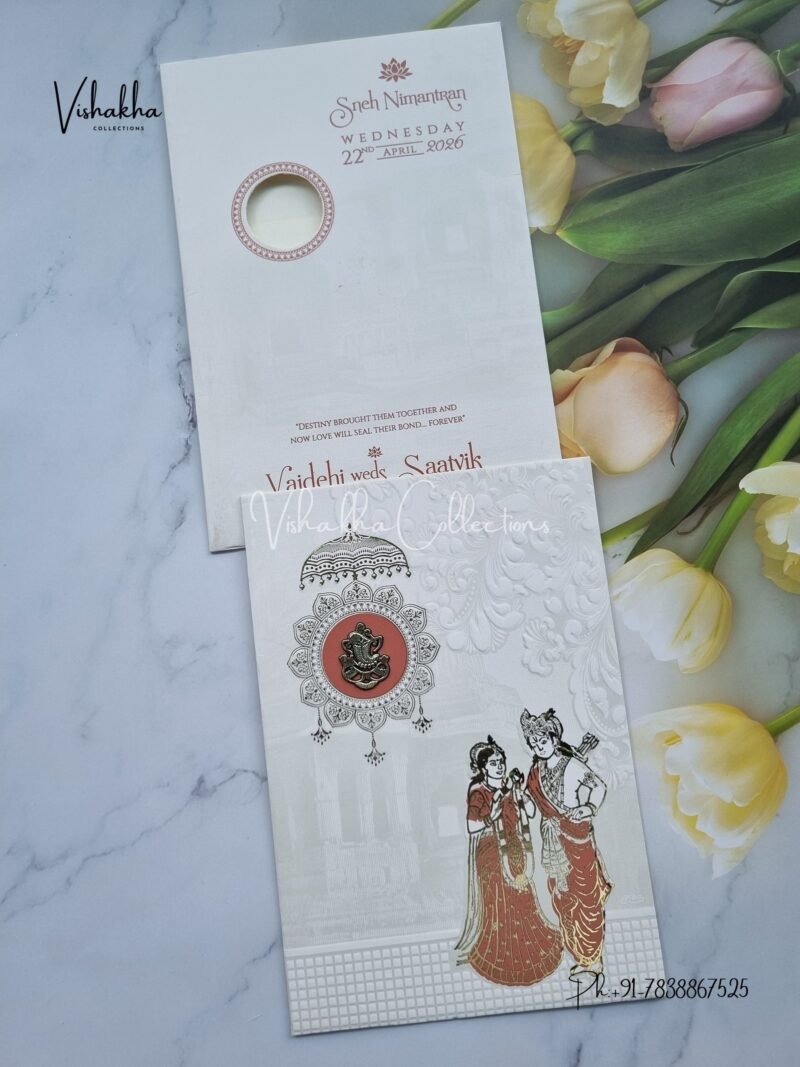 Vishakha
COLLECTIONS
Sneh Nimantran
WEDNESDAY
22ND APRIL 2026
"DESTINY BROUGHT THEM TOGETHER AND
NOW LOVE WILL SEAL THEIR BOND... FOREVER"
Vaidehi weds Saatvik
Vishakha Collections
Ph:+91-7838867525